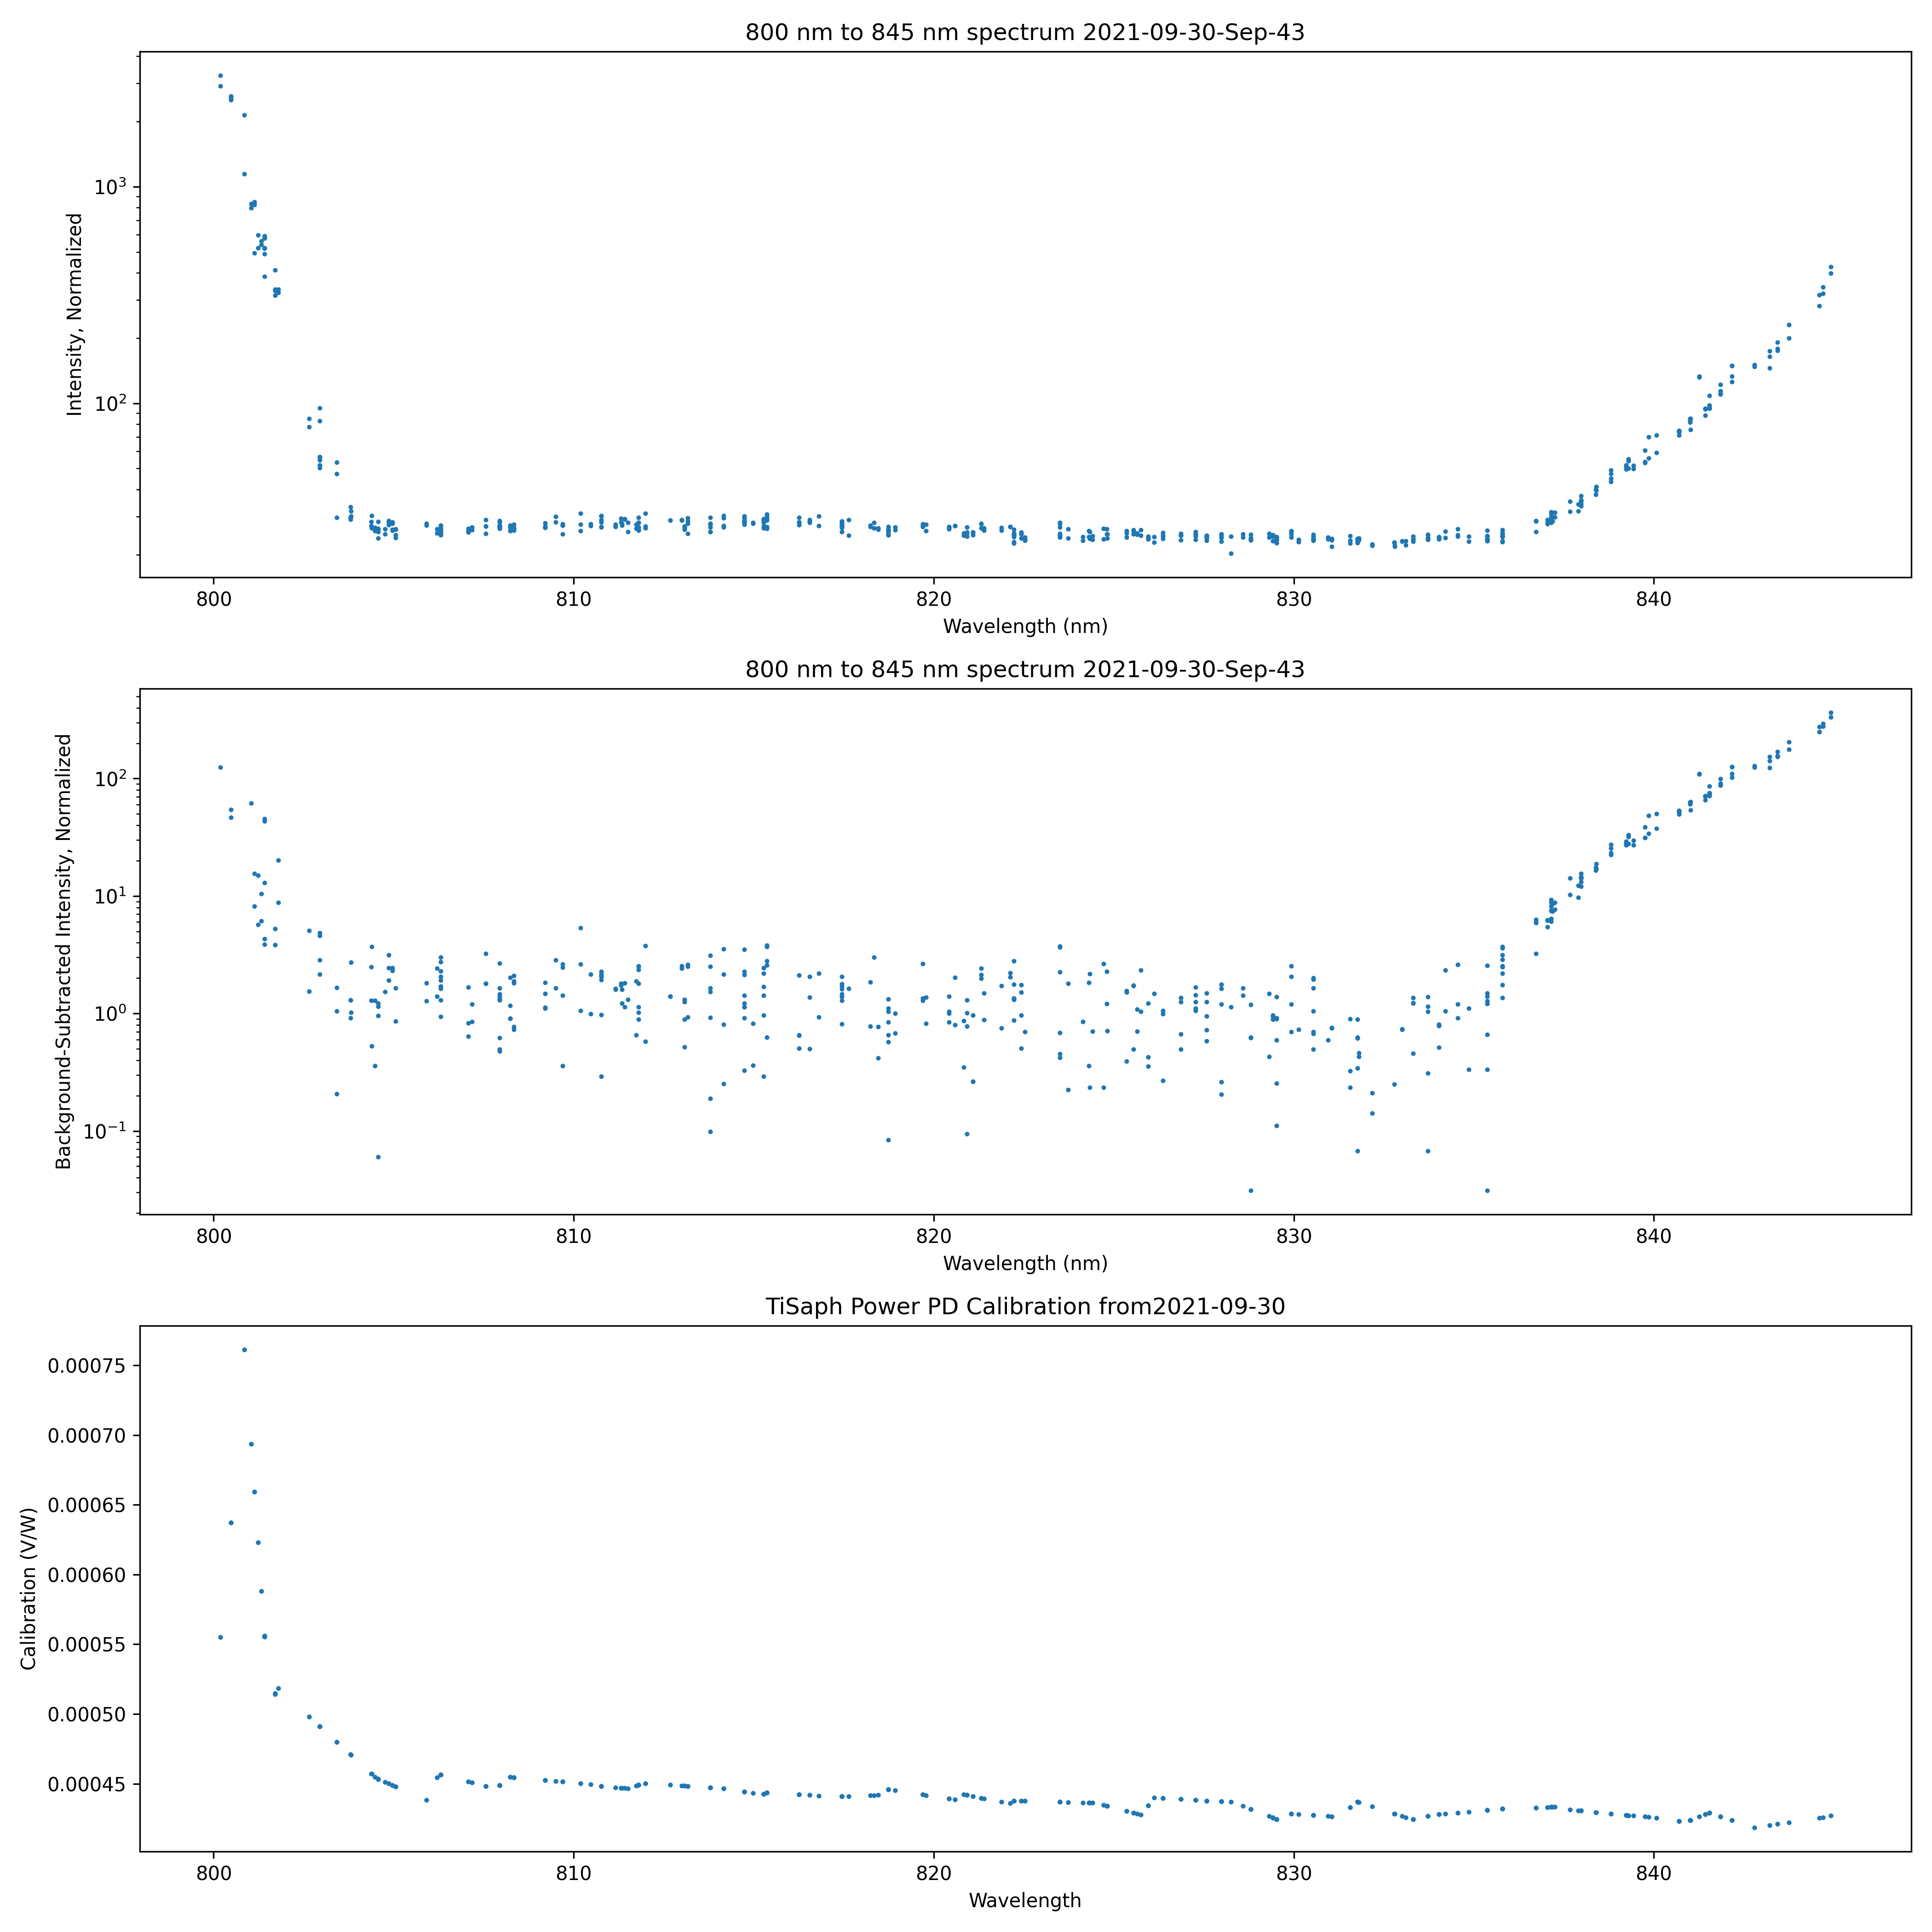 800 nm to 845 nm spectrum 2021-09-30-Sep-43
Intensity, Normalized
10³
10²
800 810 820 830 840
Wavelength (nm)
800 nm to 845 nm spectrum 2021-09-30-Sep-43
Background-Subtracted Intensity, Normalized
10²
10¹
10⁰
10⁻¹
800 810 820 830 840
Wavelength (nm)
TiSaph Power PD Calibration from2021-09-30
Calibration (V/W)
0.00075
0.00070
0.00065
0.00060
0.00055
0.00050
0.00045
800 810 820 830 840
Wavelength